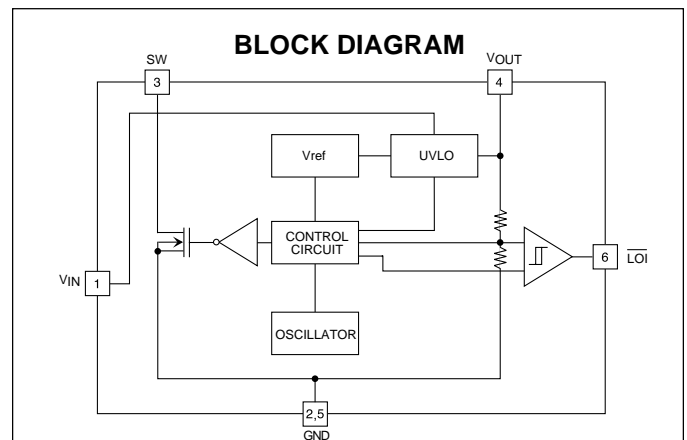 BLOCK DIAGRAM
SW
3
VOUT
4
Vref
UVLO
CONTROL
CIRCUIT
6
LOI
VIN
1
OSCILLATOR
2,5
GND